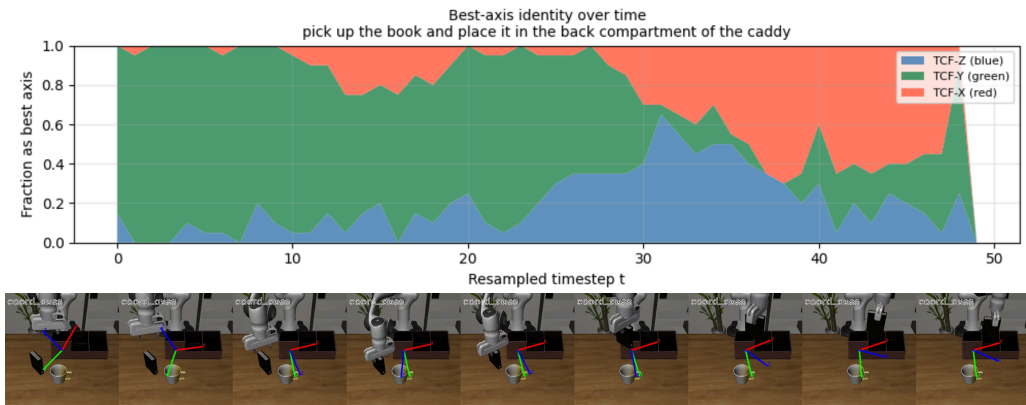 Best-axis identity over time
pick up the book and place it in the back compartment of the caddy
Fraction as best axis
1.0
0.8
0.6
0.4
0.2
0.0
TCF-Z (blue)
TCF-Y (green)
TCF-X (red)
0 10 20 30 40 50
Resampled timestep t